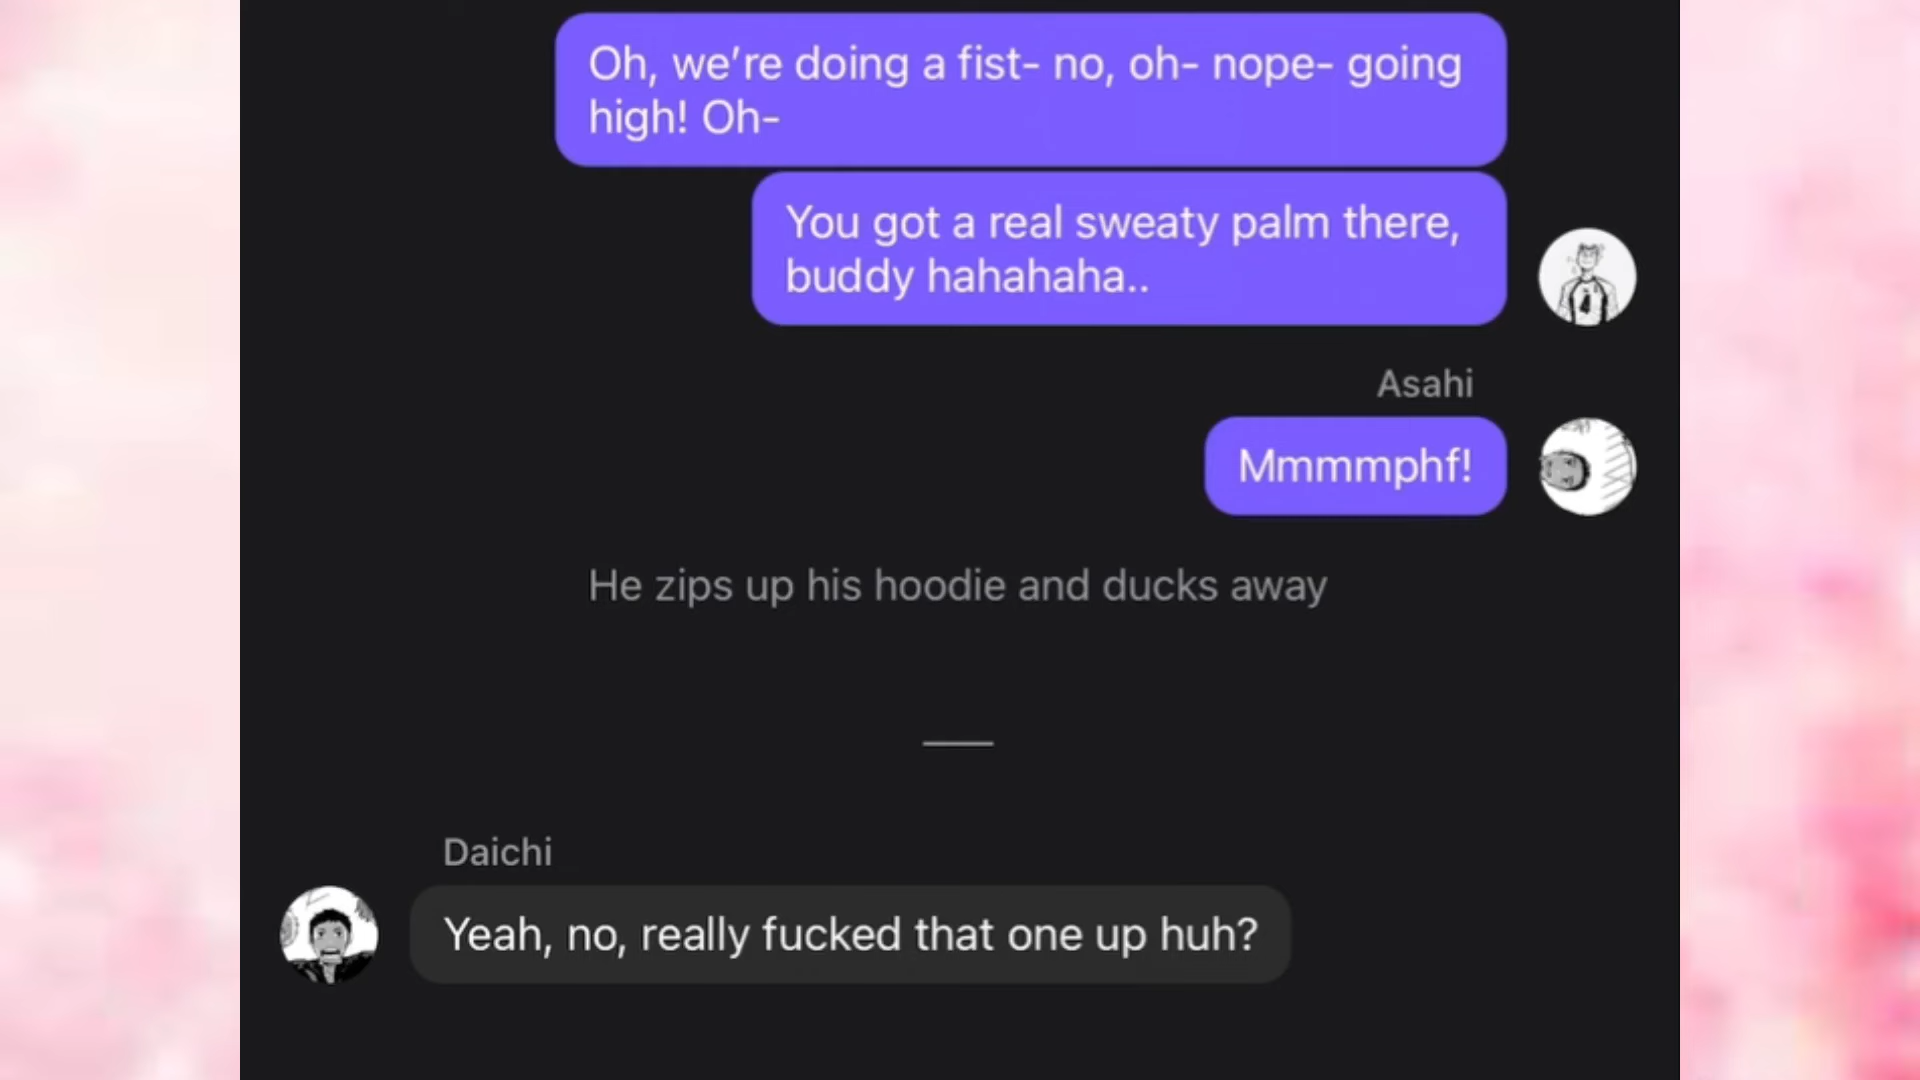 Oh, we’re doing a fist- no, oh- nope- going
high! Oh-
You got a real sweaty palm there,
buddy hahahaha..
Asahi
Mmmmphf!
He zips up his hoodie and ducks away
Daichi
Yeah, no, really fucked that one up huh?